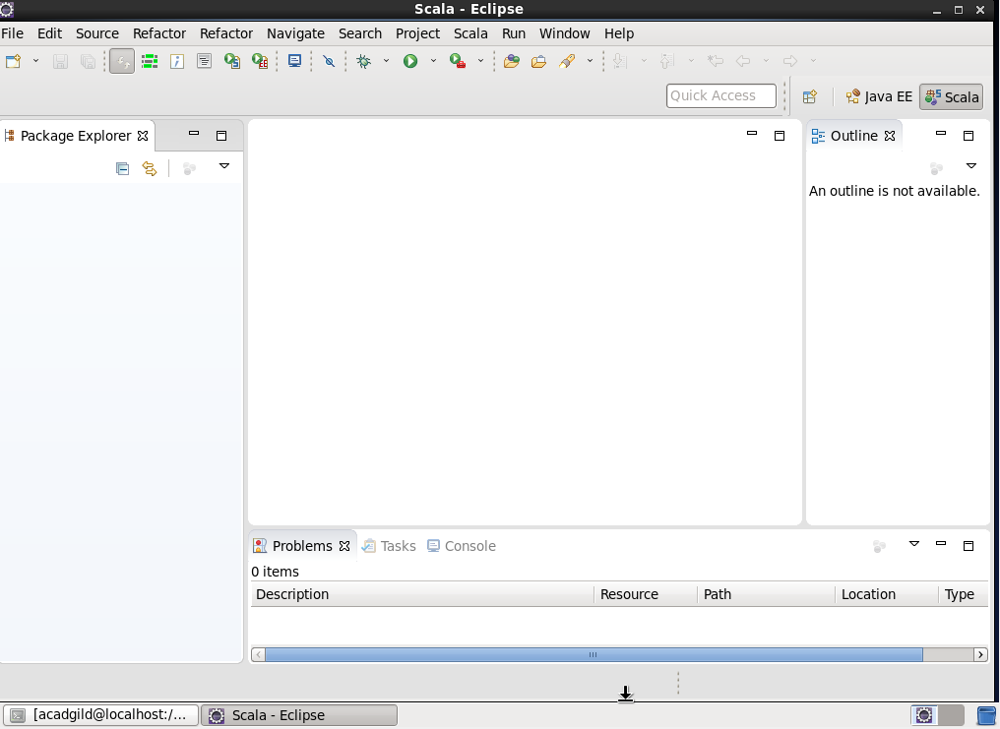 Scala - Eclipse
File Edit Source Refactor Refactor Navigate Search Project Scala Run Window Help
Quick Access Java EE Scala
Package Explorer
Outline
An outline is not available.
Problems Tasks Console
0 items
Description Resource Path Location Type
[acadgild@localhost:/... Scala - Eclipse